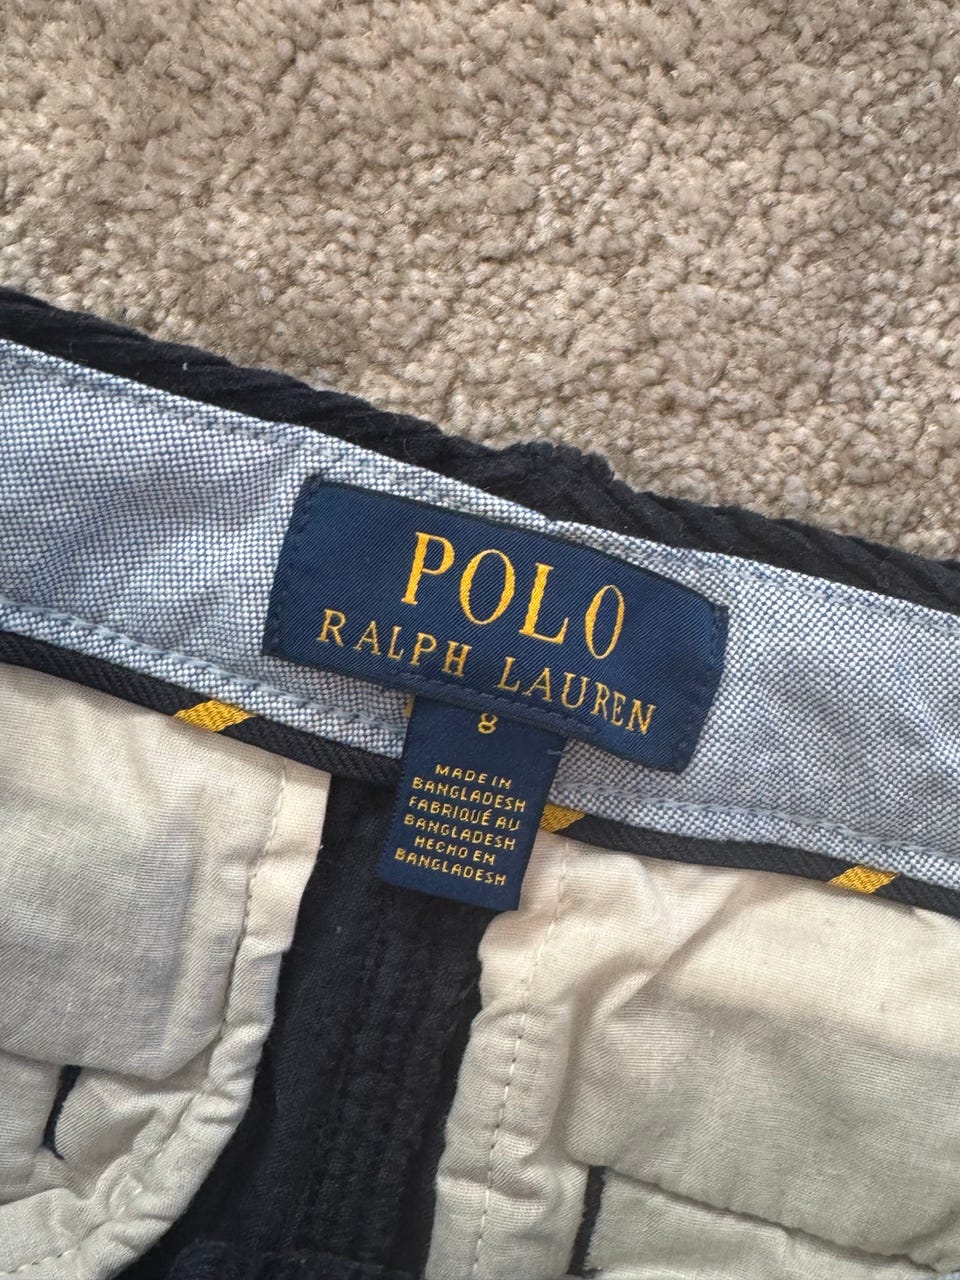 POLO
RALPH LAUREN
8
MADE IN
BANGLADESH
FABRIQUÉ AU
BANGLADESH
HECHO EN
BANGLADESH